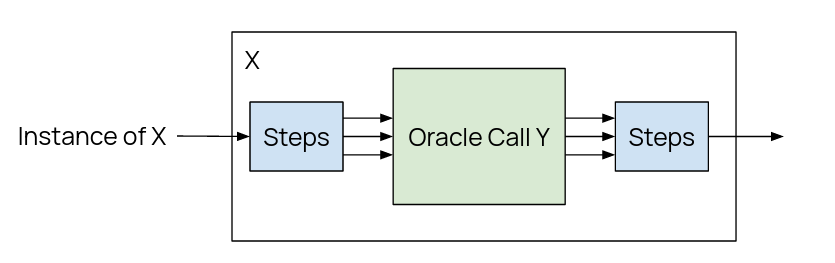 X
Instance of X
Steps
Oracle Call Y
Steps